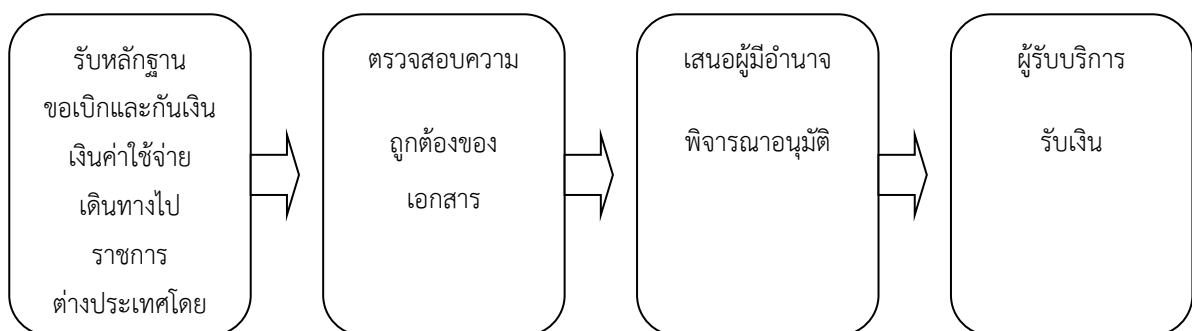 รับหลักฐาน
ขอเบิกและกันเงิน
เงินค่าใช้จ่าย
เดินทางไป
ราชการ
ต่างประเทศโดย
ตรวจสอบความ
ถูกต้องของ
เอกสาร
เสนอผู้มีอำนาจ
พิจารณาอนุมัติ
ผู้รับบริการ
รับเงิน